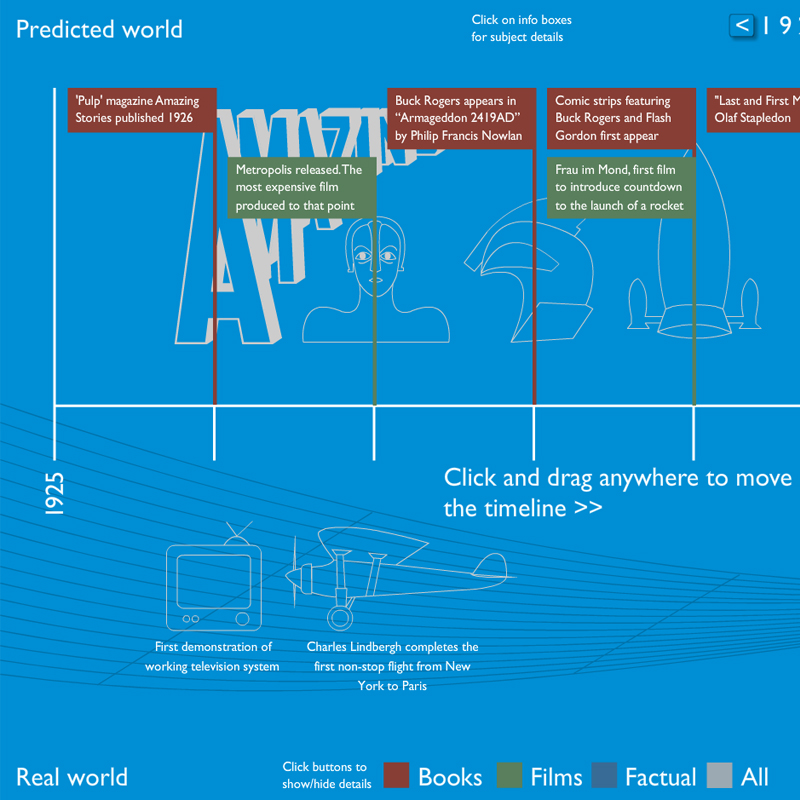 Predicted world
Click on info boxes
for subject details
< 19
'Pulp' magazine Amazing
Stories published 1926
Buck Rogers appears in
“Armageddon 2419AD”
by Philip Francis Nowlan
Comic strips featuring
Buck Rogers and Flash
Gordon first appear
"Last and First M
Olaf Stapledon
Metropolis released. The
most expensive film
produced to that point
Frau im Mond, first film
to introduce countdown
to the launch of a rocket
1925
Click and drag anywhere to move
the timeline >>
First demonstration of
working television system
Charles Lindbergh completes the
first non-stop flight from New
York to Paris
Real world
Click buttons to
show/hide details
Books
Films
Factual
All